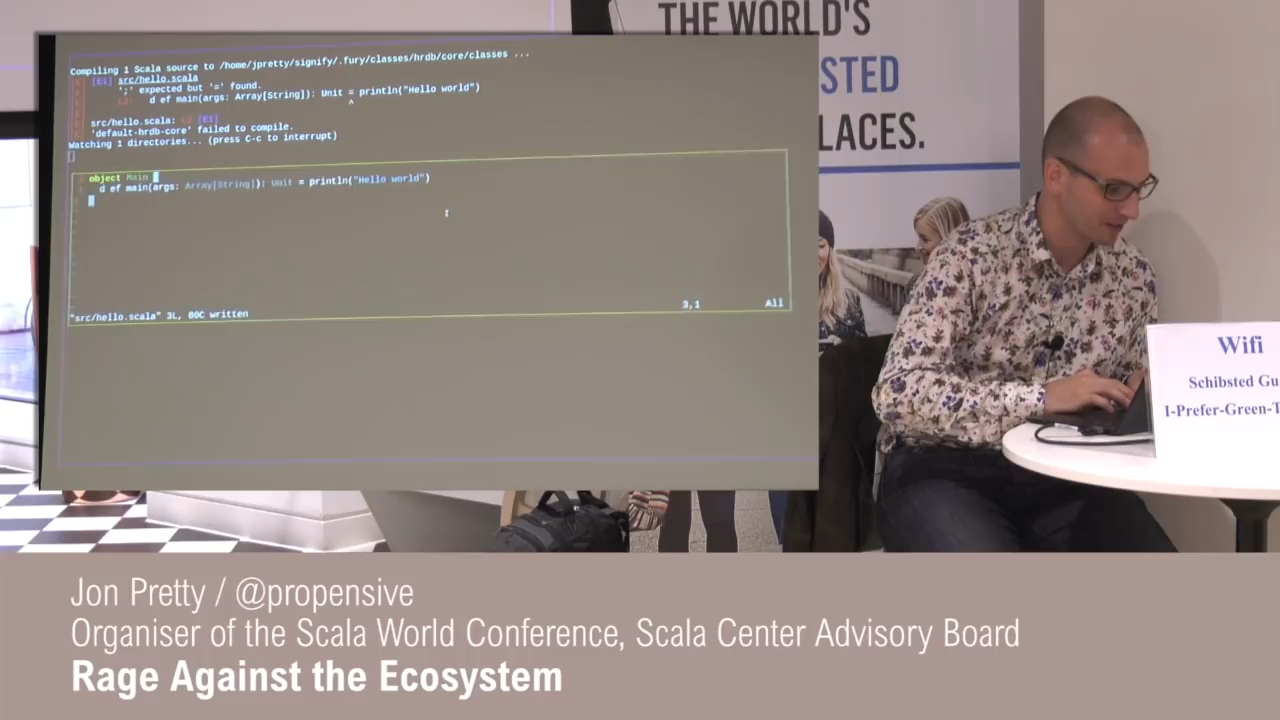 THE WORLD'S
STED
LACES.
Compiling 1 Scala source to /home/jpretty/signify/.fury/classes/hrdb/core/classes ...
[E1] src/hello.scala
';' expected but '=' found.
d ef main(args: Array[String]): Unit = println("Hello world")
^
src/hello.scala: L2 [E1]
'default-hrdb-core' failed to compile.
Watching 1 directories... (press C-c to interrupt)
object Main {
d ef main(args: Array[String]): Unit = println("Hello world")
"src/hello.scala" 3L, 80C written 3,1 All
Wifi
Schibsted Gu
I-Prefer-Green-T
Jon Pretty / @propensive
Organiser of the Scala World Conference, Scala Center Advisory Board
Rage Against the Ecosystem